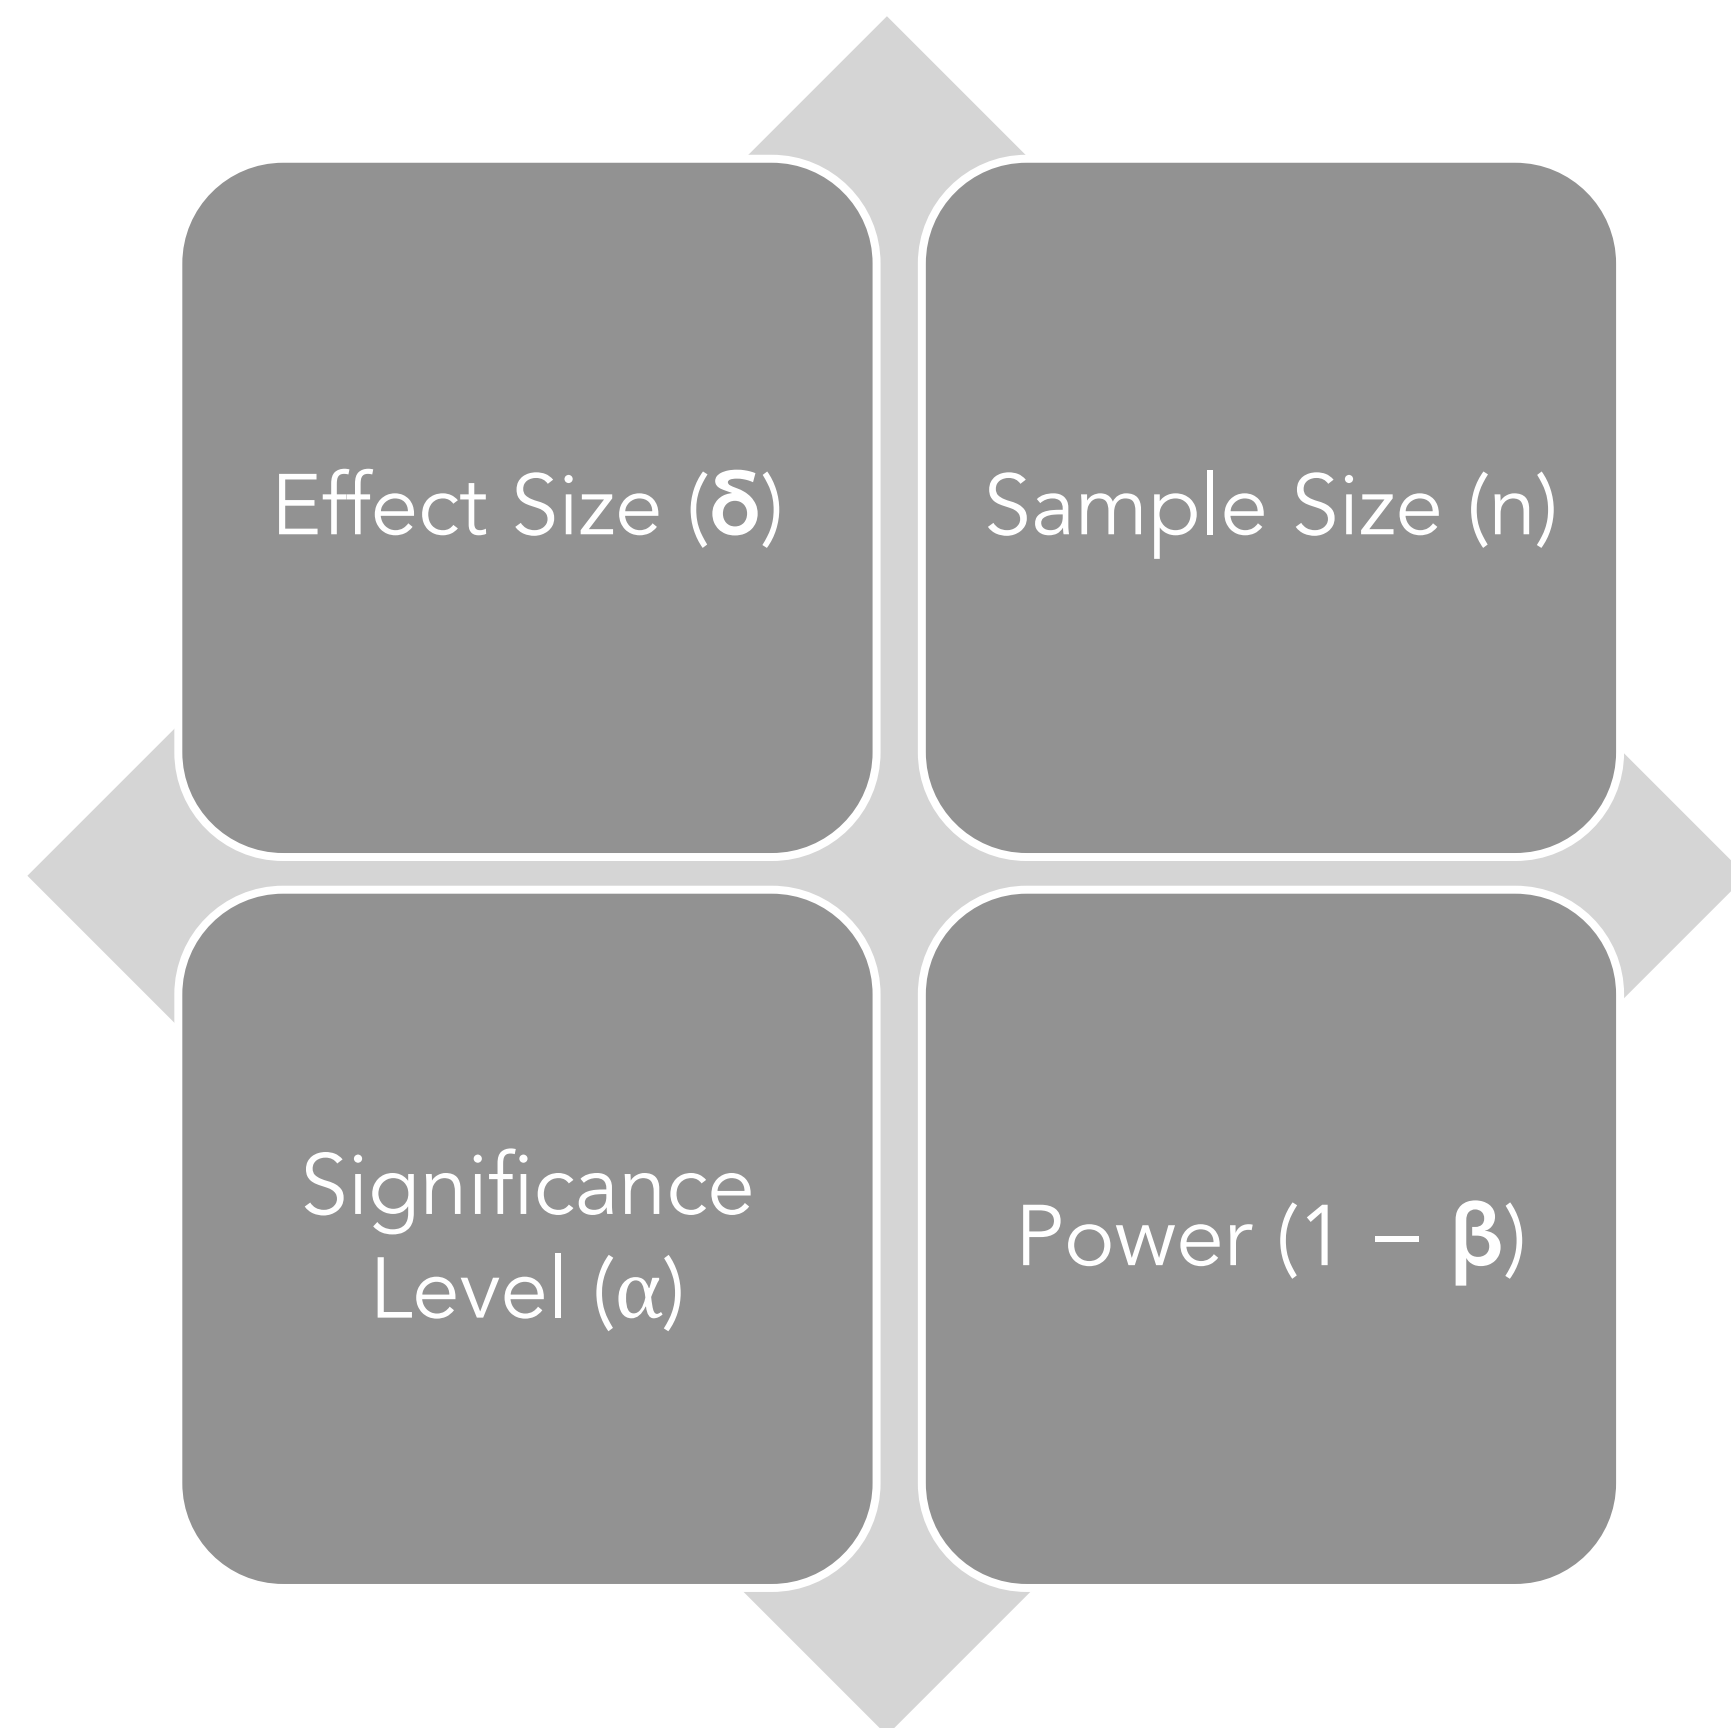 Effect Size (δ)
Sample Size (n)
Significance
Level (α)
Power (1 – β)